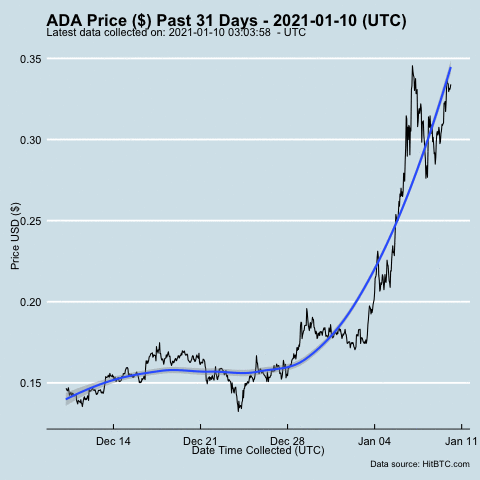 ADA Price ($) Past 31 Days - 2021-01-10 (UTC)
Latest data collected on: 2021-01-10 03:03:58  - UTC
Price USD ($)
0.35
0.30
0.25
0.20
0.15
Dec 14 Dec 21 Dec 28 Jan 04 Jan 11
Date Time Collected (UTC)
Data source: HitBTC.com